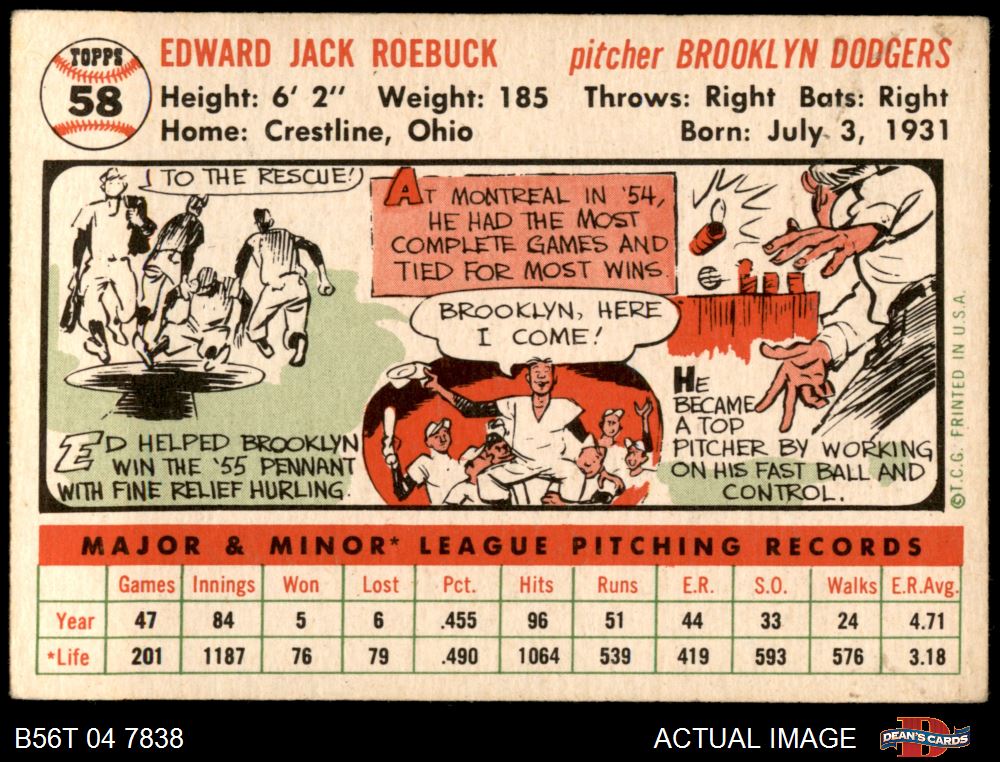 TOPPS
58
EDWARD JACK ROEBUCK
pitcher BROOKLYN DODGERS
Height: 6' 2" Weight: 185 Throws: Right Bats: Right
Home: Crestline, Ohio
Born: July 3, 1931
TO THE RESCUE!
ED HELPED BROOKLYN
WIN THE '55 PENNANT
WITH FINE RELIEF HURLING.
AT MONTREAL IN '54,
HE HAD THE MOST
COMPLETE GAMES AND
TIED FOR MOST WINS.
BROOKLYN, HERE
I COME!
HE
BECAME
A TOP
PITCHER BY WORKING
ON HIS FAST BALL AND
CONTROL.
©T.C.G. PRINTED IN U.S.A.
MAJOR & MINOR* LEAGUE PITCHING RECORDS
Games Innings Won Lost Pct. Hits Runs E.R. S.O. Walks E.R.Avg.
Year 47 84 5 6 .455 96 51 44 33 24 4.71
*Life 201 1187 76 79 .490 1064 539 419 593 576 3.18
B56T 04 7838
ACTUAL IMAGE
D
DEAN'S CARDS